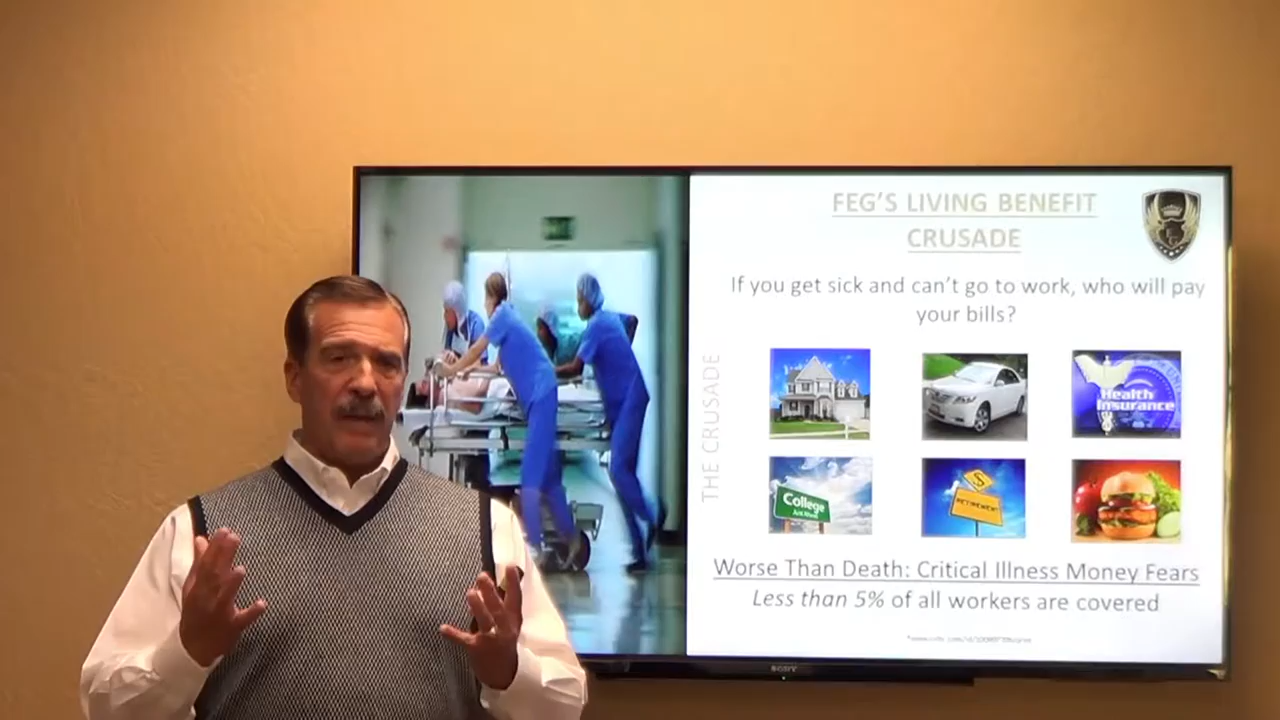 FEG'S LIVING BENEFIT
CRUSADE
If you get sick and can't go to work, who will pay
your bills?
THE CRUSADE
Health
Insurance
College
RETIREMENT
Worse Than Death: Critical Illness Money Fears
Less than 5% of all workers are covered
SONY